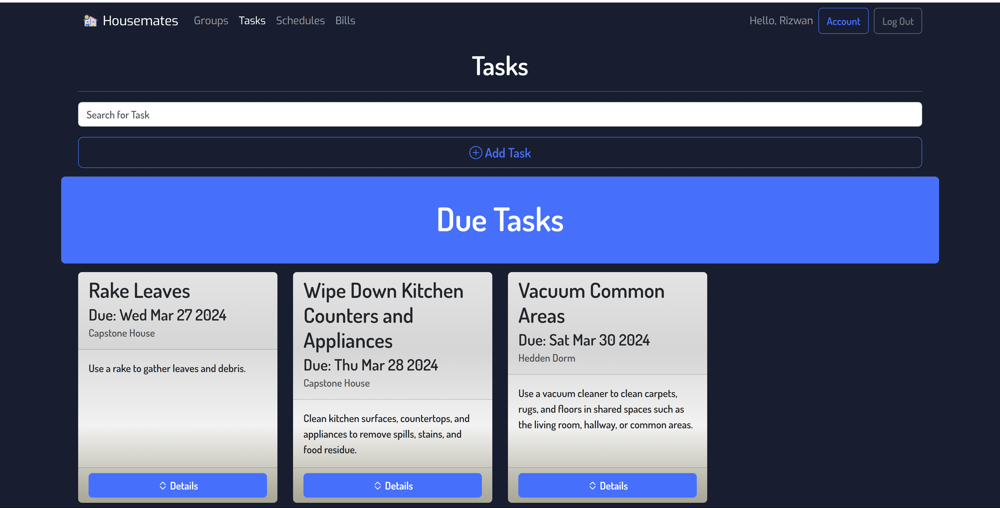 Housemates Groups Tasks Schedules Bills Hello, Rizwan Account Log Out
Tasks
Search for Task
Add Task
Due Tasks
Rake Leaves
Due: Wed Mar 27 2024
Capstone House
Use a rake to gather leaves and debris.
Details
Wipe Down Kitchen
Counters and
Appliances
Due: Thu Mar 28 2024
Capstone House
Clean kitchen surfaces, countertops, and
appliances to remove spills, stains, and
food residue.
Details
Vacuum Common
Areas
Due: Sat Mar 30 2024
Hedden Dorm
Use a vacuum cleaner to clean carpets,
rugs, and floors in shared spaces such as
the living room, hallway, or common areas.
Details